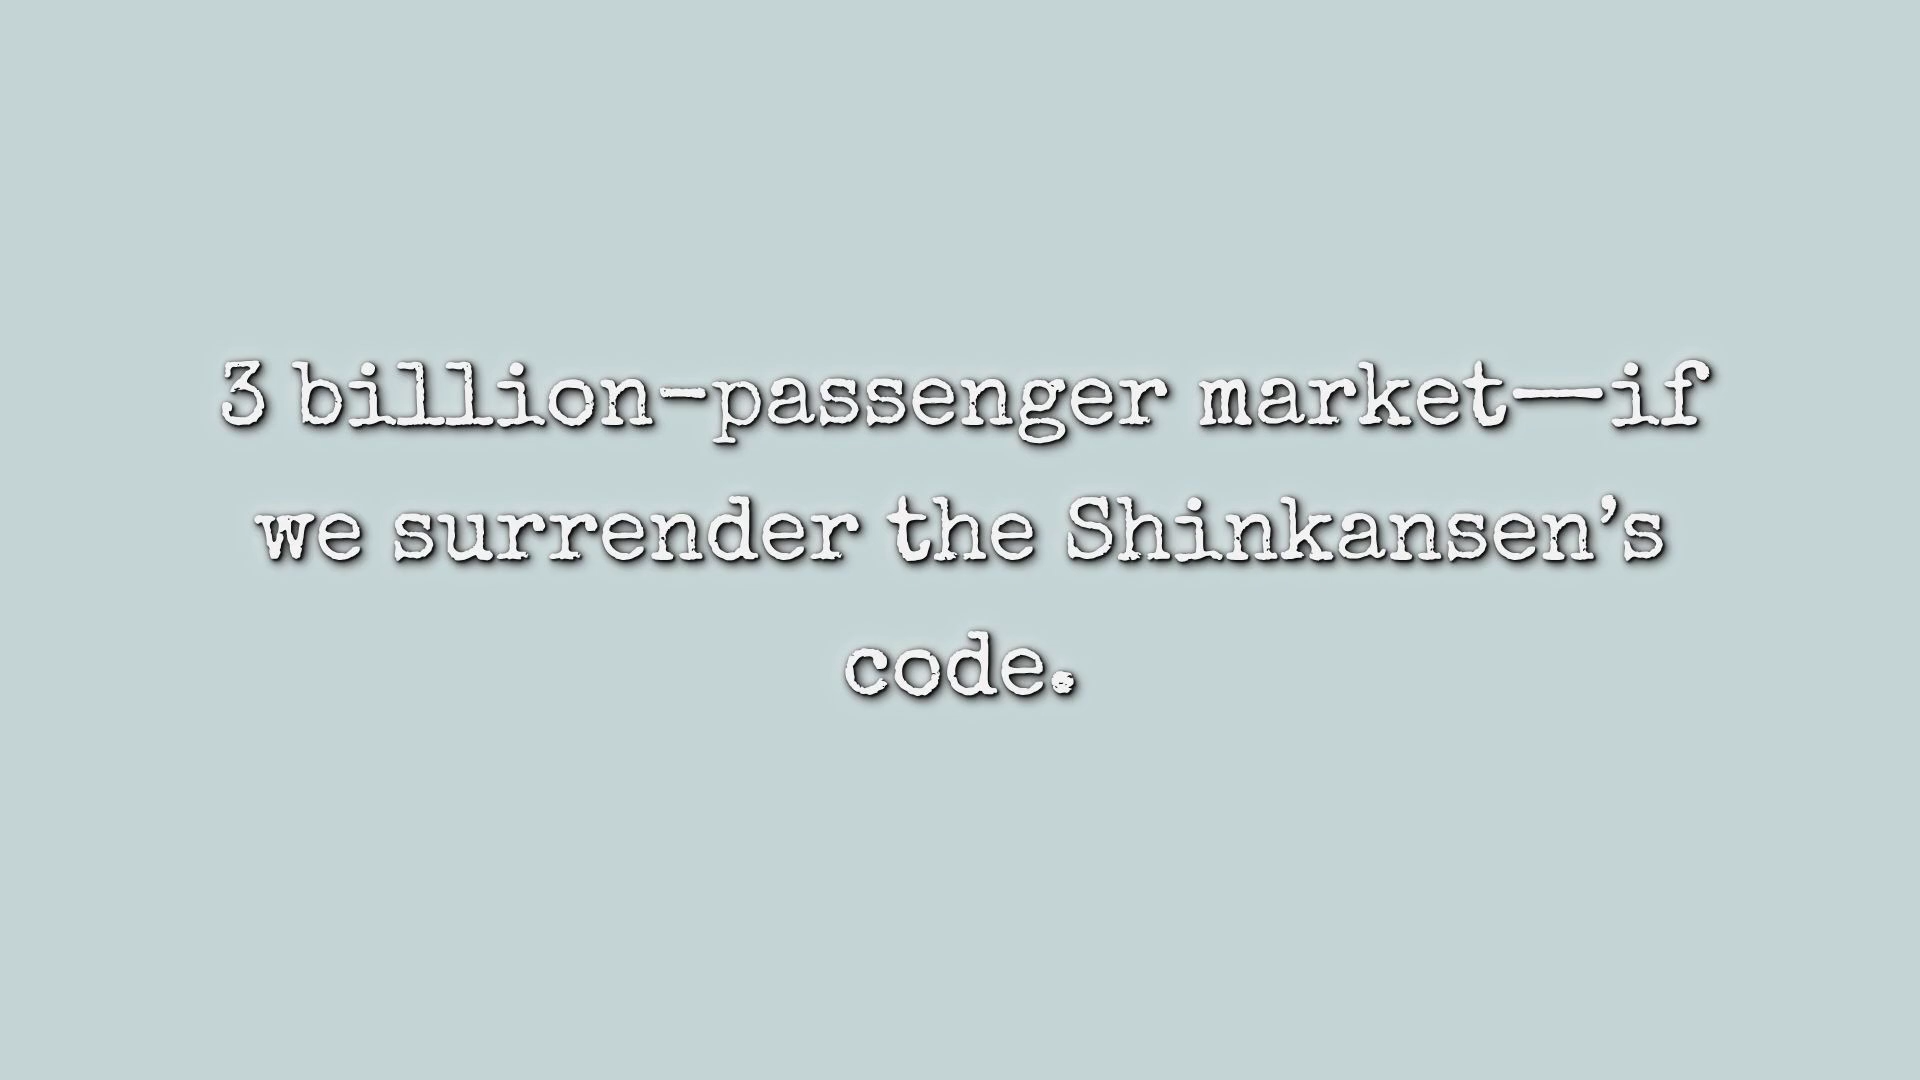 3 billion-passenger market—if
we surrender the Shinkansen’s
code.